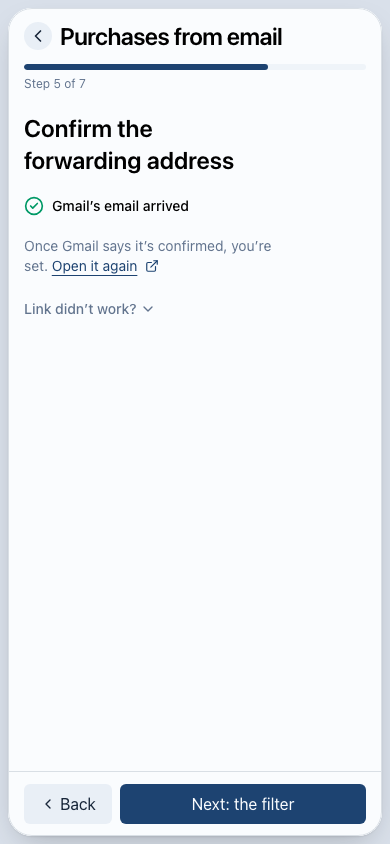 Purchases from email
Step 5 of 7
Confirm the
forwarding address
Gmail’s email arrived
Once Gmail says it’s confirmed, you’re
set. Open it again
Link didn’t work?
Back
Next: the filter